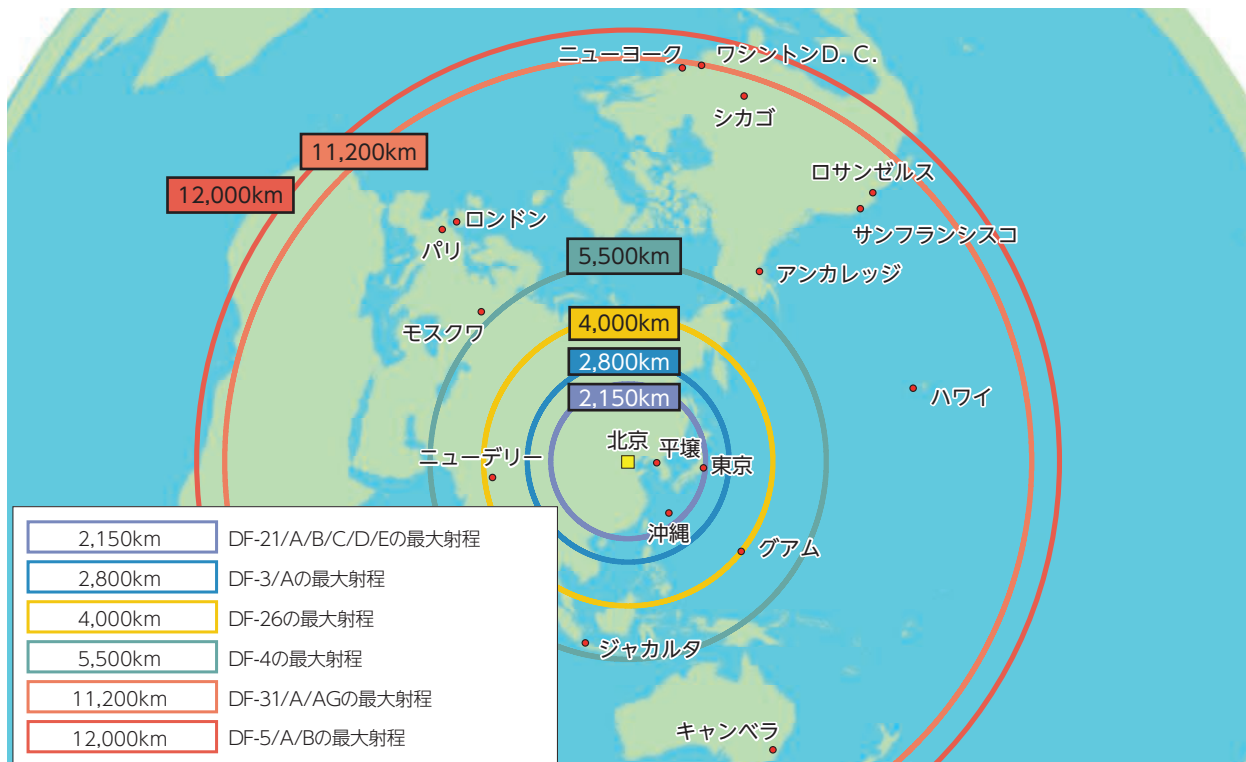 ニューヨーク
ワシントンD.C.
シカゴ
11,200km
ロサンゼルス
12,000km
ロンドン
サンフランシスコ
パリ
5,500km
アンカレッジ
モスクワ
4,000km
2,800km
2,150km
ハワイ
北京
平壌
ニューデリー
東京
沖縄
グアム
ジャカルタ
キャンベラ
2,150km DF-21/A/B/C/D/Eの最大射程
2,800km DF-3/Aの最大射程
4,000km DF-26の最大射程
5,500km DF-4の最大射程
11,200km DF-31/A/AGの最大射程
12,000km DF-5/A/Bの最大射程